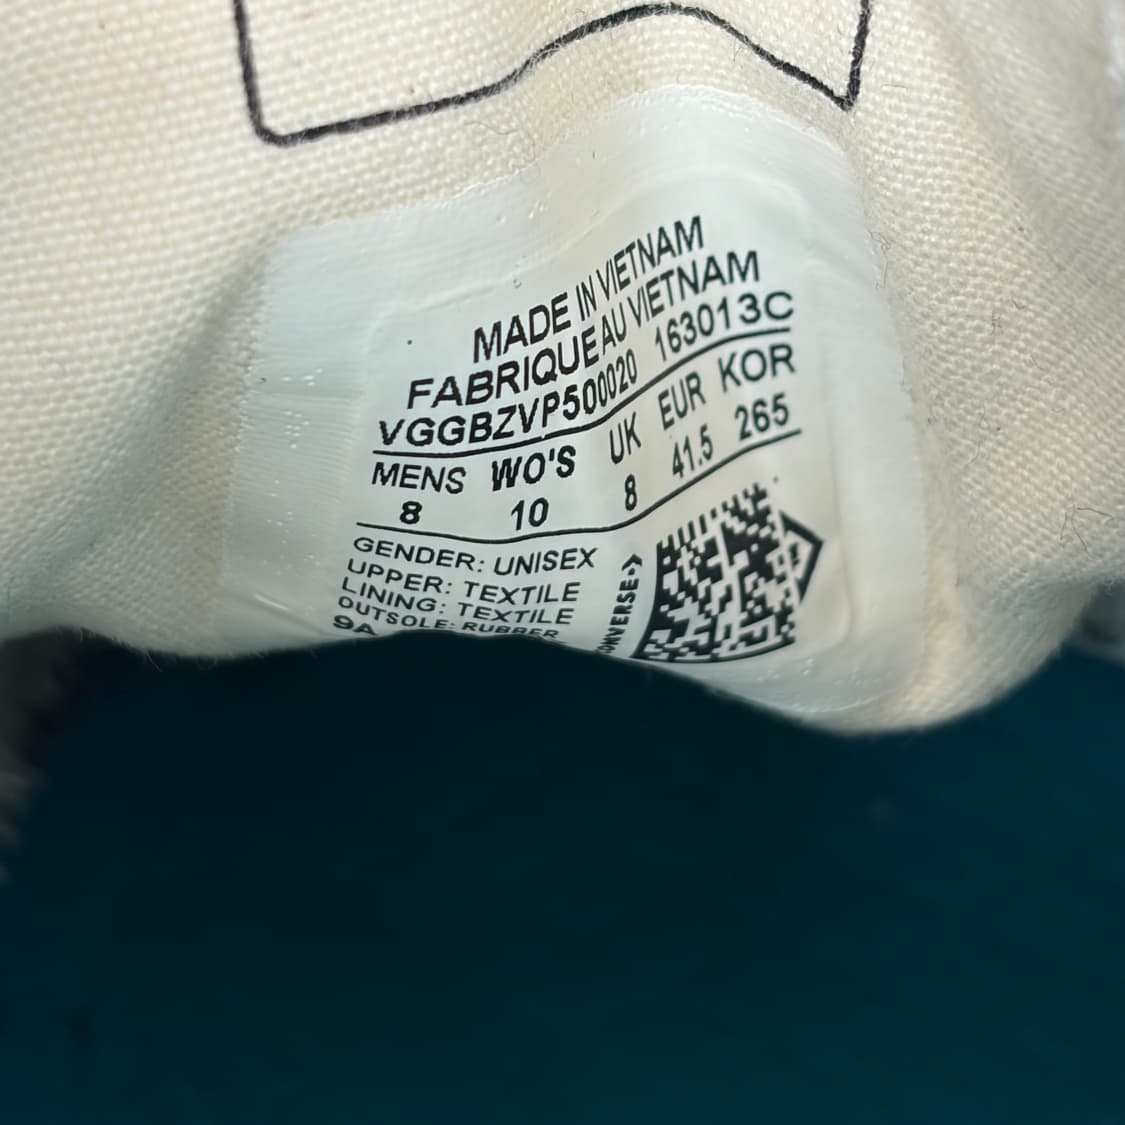 MADE IN VIETNAM
FABRIQUE AU VIETNAM
VGGBZVP500020 163013C
MENS WO'S UK EUR KOR
8 10 8 41.5 265
GENDER: UNISEX
UPPER: TEXTILE
LINING: TEXTILE
OUTSOLE: RUBBER
9A
CONVERSE